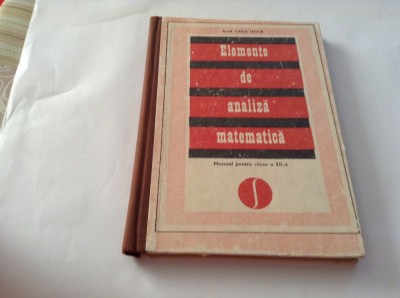 Elemente
de
analiză
matematică
Manual pentru clasa a XII-a